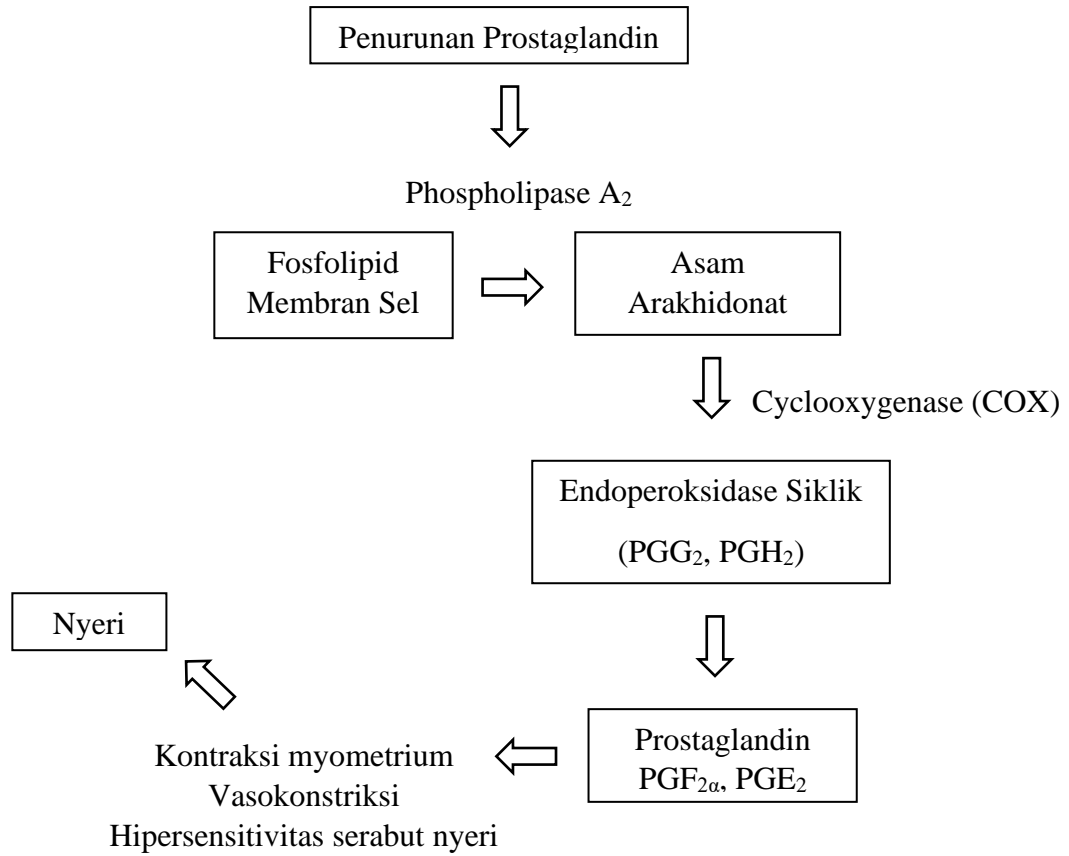 Penurunan Prostaglandin
Phospholipase A₂
Fosfolipid
Membran Sel
Asam
Arakhidonat
Cyclooxygenase (COX)
Endoperoksidase Siklik
(PGG₂, PGH₂)
Nyeri
Prostaglandin
PGF₂α, PGE₂
Kontraksi myometrium
Vasokonstriksi
Hipersensitivitas serabut nyeri